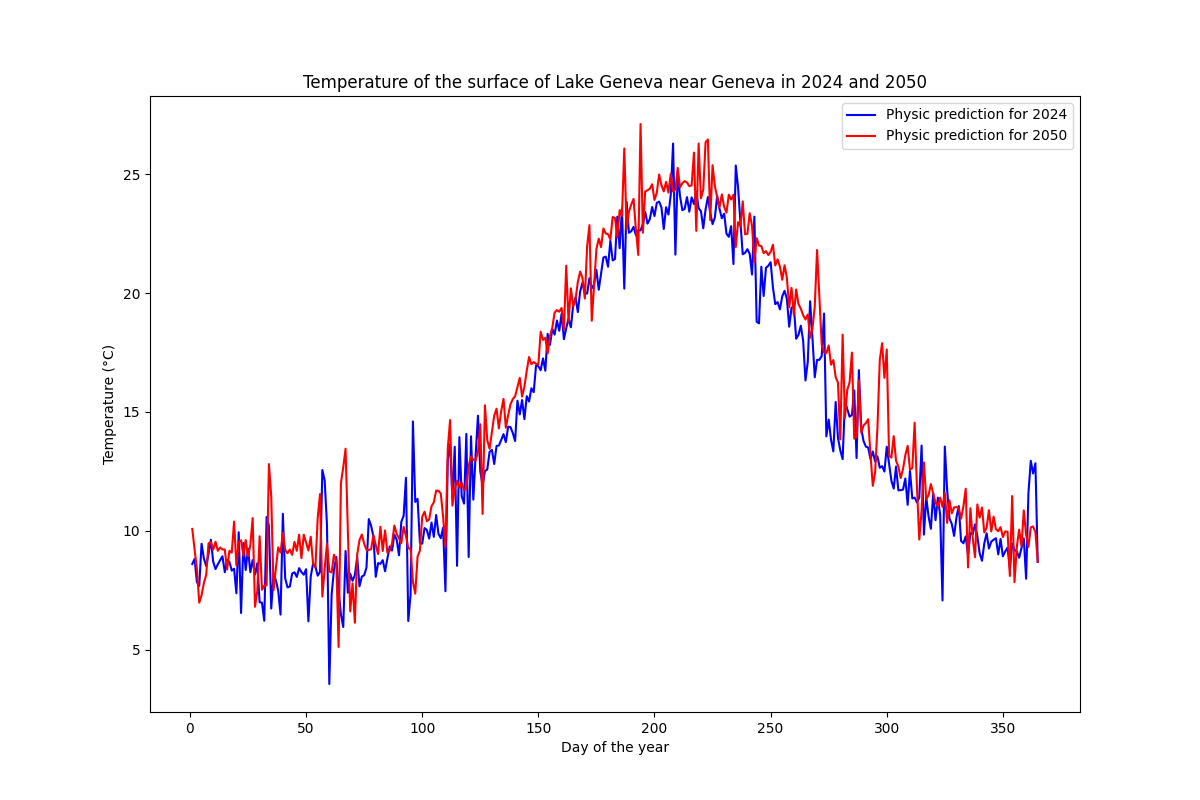 Temperature of the surface of Lake Geneva near Geneva in 2024 and 2050
Physic prediction for 2024
Physic prediction for 2050
Temperature (°C)
25
20
15
10
5
0 50 100 150 200 250 300 350
Day of the year